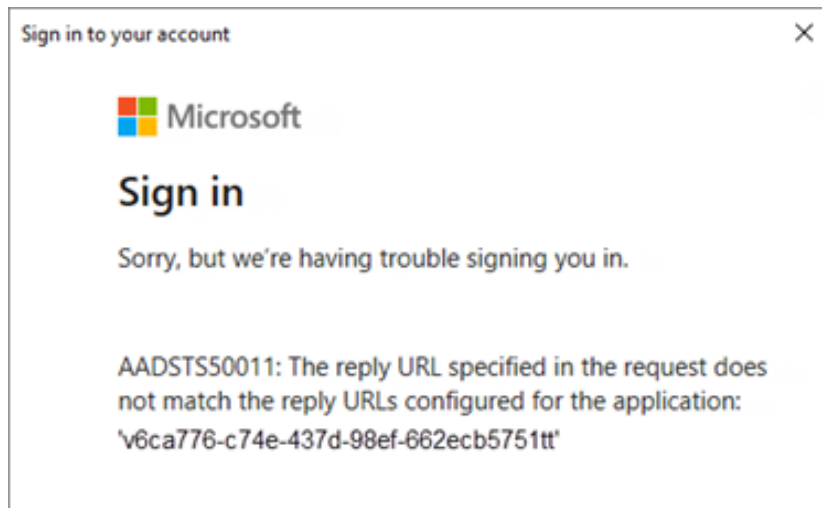 Sign in to your account
Microsoft
Sign in
Sorry, but we're having trouble signing you in.
AADSTS50011: The reply URL specified in the request does
not match the reply URLs configured for the application:
'v6ca776-c74e-437d-98ef-662ecb5751tt'